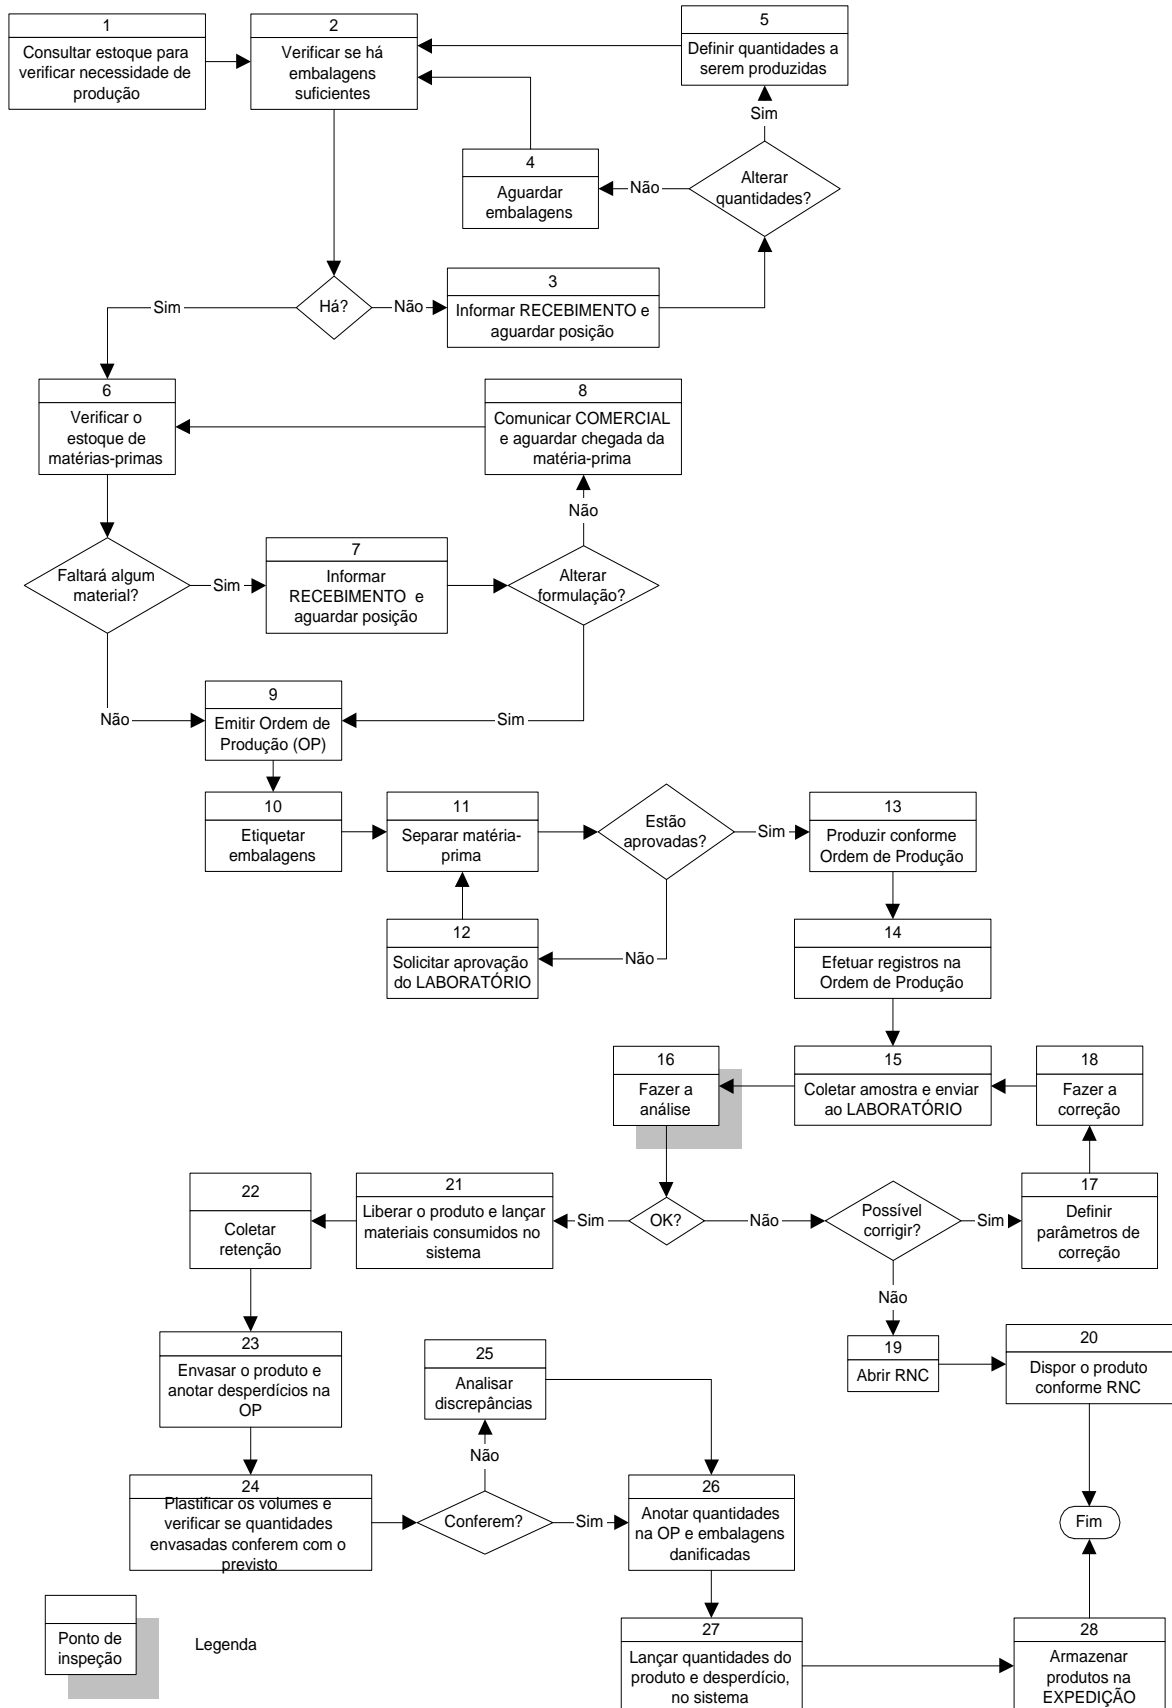 1
Consultar estoque para
verificar necessidade de
produção
2
Verificar se há
embalagens
suficientes
5
Definir quantidades a
serem produzidas
Sim
4
Aguardar
embalagens
Não
Alterar
quantidades?
3
Informar RECEBIMENTO e
aguardar posição
Há?
Não
Sim
6
Verificar o
estoque de
matérias-primas
8
Comunicar COMERCIAL
e aguardar chegada da
matéria-prima
Não
Faltará algum
material?
Sim
7
Informar
RECEBIMENTO e
aguardar posição
Alterar
formulação?
Não
9
Emitir Ordem de
Produção (OP)
Sim
10
Etiquetar
embalagens
11
Separar matéria-
prima
Estão
aprovadas?
Sim
13
Produzir conforme
Ordem de Produção
12
Solicitar aprovação
do LABORATÓRIO
Não
14
Efetuar registros na
Ordem de Produção
16
Fazer a
análise
15
Coletar amostra e enviar
ao LABORATÓRIO
18
Fazer a
correção
22
Coletar
retenção
21
Liberar o produto e lançar
materiais consumidos no
sistema
Sim
OK?
Não
Possível
corrigir?
Sim
17
Definir
parâmetros de
correção
Não
19
Abrir RNC
20
Dispor o produto
conforme RNC
23
Envasar o produto e
anotar desperdícios na
OP
25
Analisar
discrepâncias
Não
24
Plastificar os volumes e
verificar se quantidades
envasadas conferem com o
previsto
Conferem?
Sim
26
Anotar quantidades
na OP e embalagens
danificadas
Fim
Ponto de
inspeção
Legenda
27
Lançar quantidades do
produto e desperdício,
no sistema
28
Armazenar
produtos na
EXPEDIÇÃO